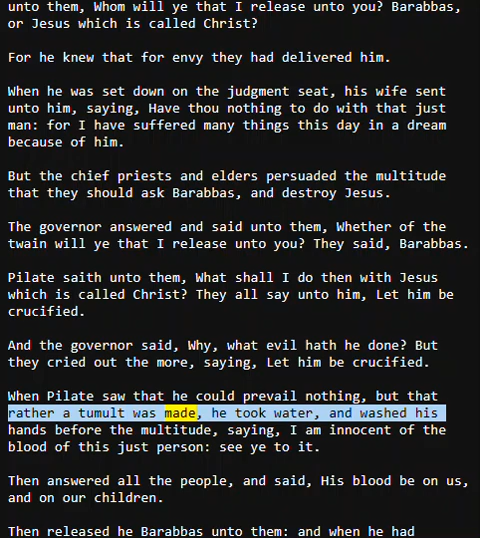 unto them, Whom will ye that I release unto you? Barabbas,
or Jesus which is called Christ?
For he knew that for envy they had delivered him.
When he was set down on the judgment seat, his wife sent
unto him, saying, Have thou nothing to do with that just
man: for I have suffered many things this day in a dream
because of him.
But the chief priests and elders persuaded the multitude
that they should ask Barabbas, and destroy Jesus.
The governor answered and said unto them, Whether of the
twain will ye that I release unto you? They said, Barabbas.
Pilate saith unto them, What shall I do then with Jesus
which is called Christ? They all say unto him, Let him be
crucified.
And the governor said, Why, what evil hath he done? But
they cried out the more, saying, Let him be crucified.
When Pilate saw that he could prevail nothing, but that
rather a tumult was made, he took water, and washed his
hands before the multitude, saying, I am innocent of the
blood of this just person: see ye to it.
Then answered all the people, and said, His blood be on us,
and on our children.
Then released he Barabbas unto them: and when he had